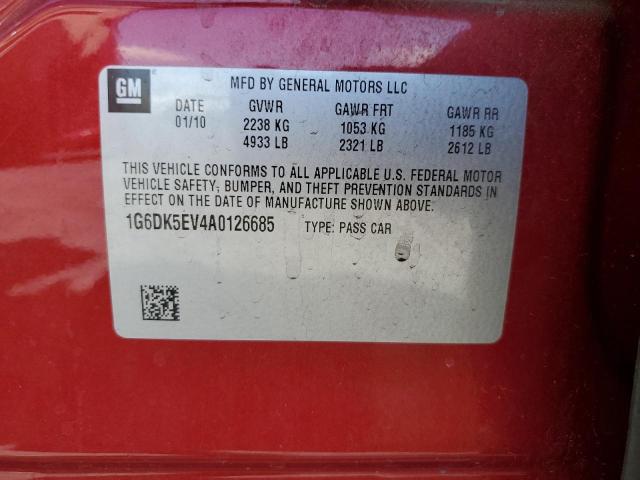 GM MFD BY GENERAL MOTORS LLC
DATE GVWR GAWR FRT GAWR RR
01/10 2238 KG 1053 KG 1185 KG
4933 LB 2321 LB 2612 LB
THIS VEHICLE CONFORMS TO ALL APPLICABLE U.S. FEDERAL MOTOR
VEHICLE SAFETY, BUMPER, AND THEFT PREVENTION STANDARDS IN
EFFECT ON THE DATE OF MANUFACTURE SHOWN ABOVE.
1G6DK5EV4A0126685 TYPE: PASS CAR